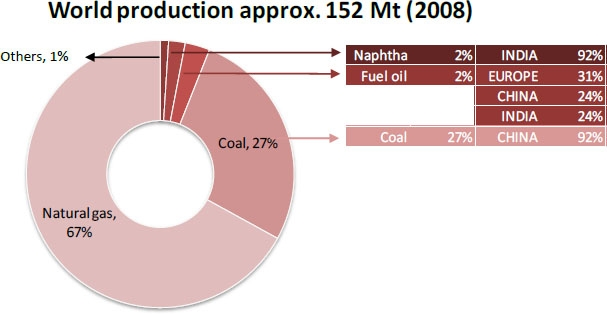 World production approx. 152 Mt (2008)
Others, 1%
Naphtha 2% INDIA 92%
Fuel oil 2% EUROPE 31%
CHINA 24%
INDIA 24%
Coal 27% CHINA 92%
Coal, 27%
Natural gas,
67%